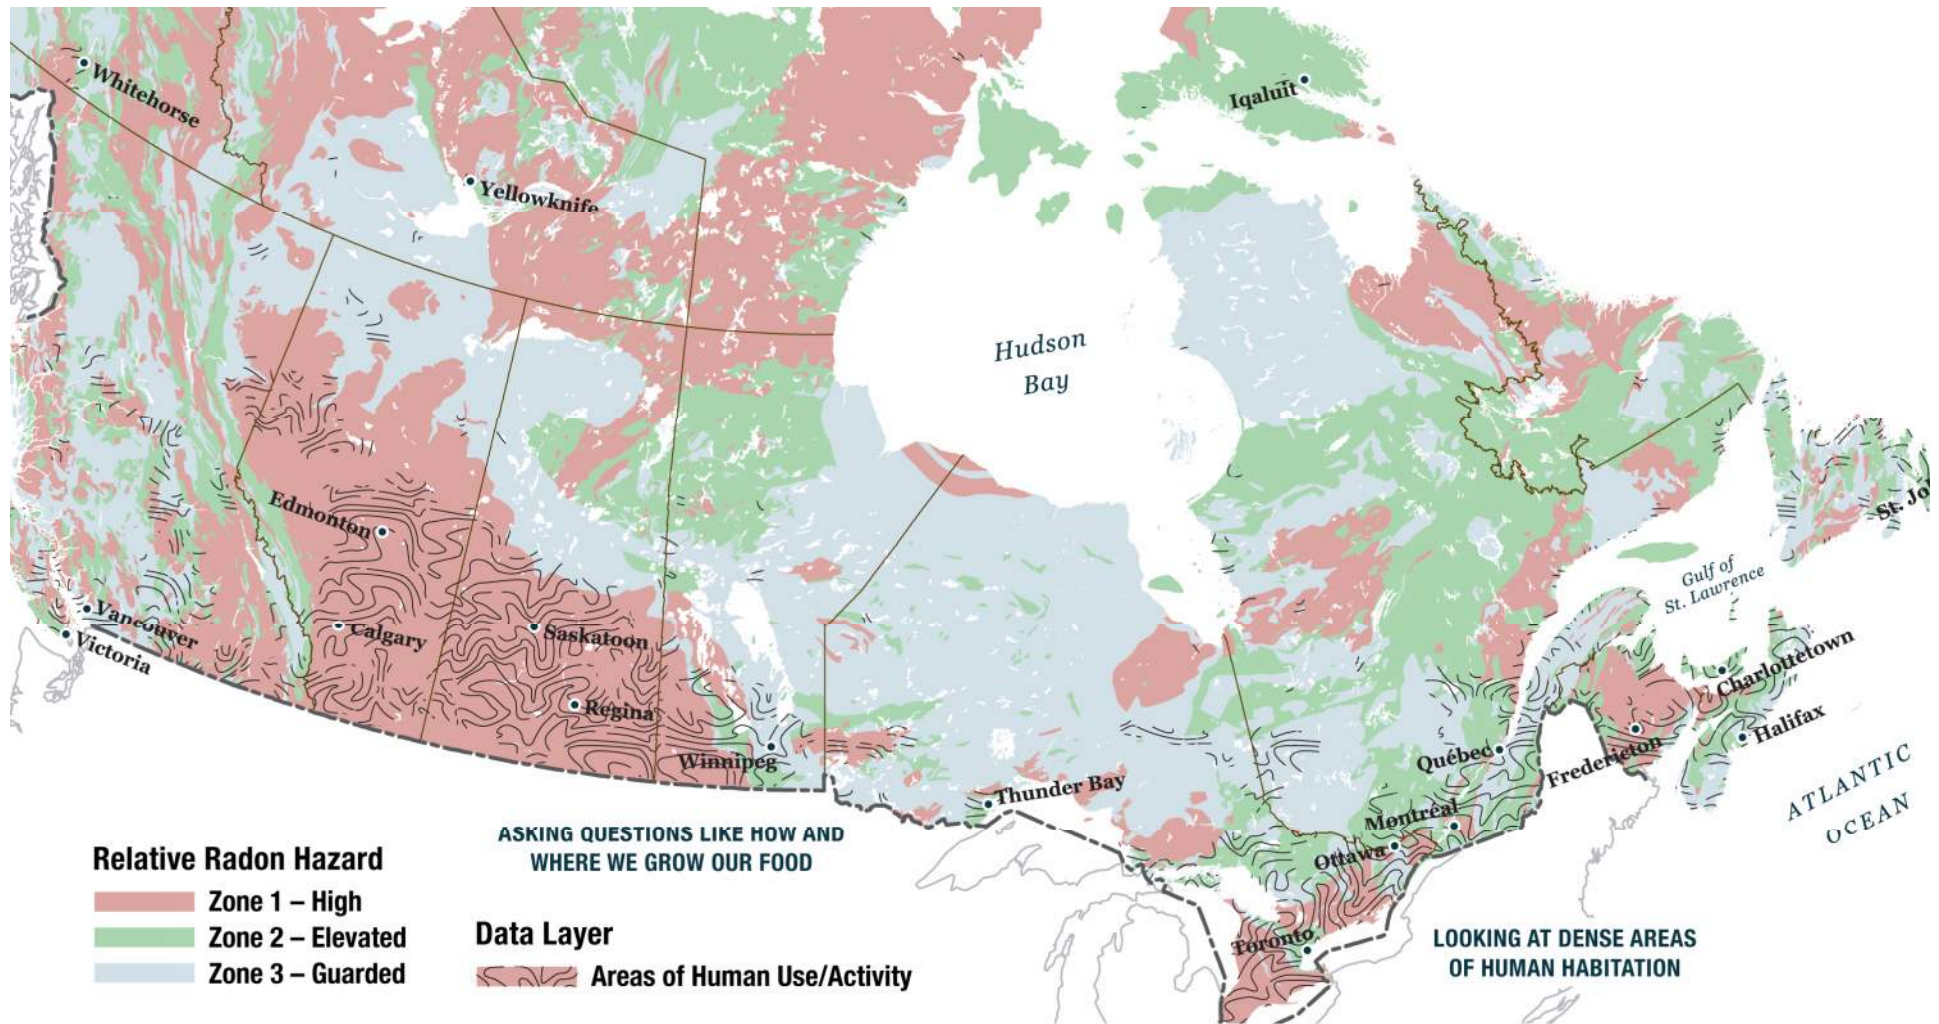 Whitehorse
Iqaluit
Yellowknife
Hudson
Bay
Edmonton
St. Jo
Gulf of
St. Lawrence
Vancouver
Calgary
Saskatoon
Victoria
Charlottetown
Regina
Halifax
Québec
Fredericton
Winnipeg
ATLANTIC
OCEAN
Thunder Bay
Montréal
Ottawa
Toronto
ASKING QUESTIONS LIKE HOW AND
WHERE WE GROW OUR FOOD
Relative Radon Hazard
Zone 1 – High
Zone 2 – Elevated
Zone 3 – Guarded
Data Layer
Areas of Human Use/Activity
LOOKING AT DENSE AREAS
OF HUMAN HABITATION